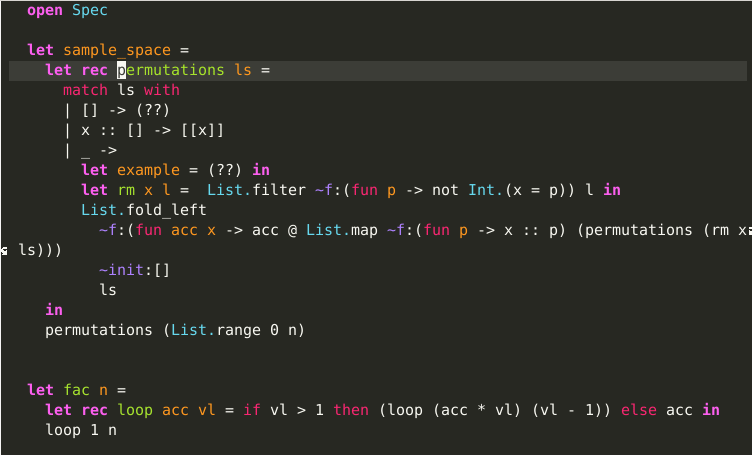 open Spec
let sample_space =
let rec permutations ls =
match ls with
| [] -> (??)
| x :: [] -> [[x]]
| _ ->
let example = (??) in
let rm x l =  List.filter ~f:(fun p -> not Int.(x = p)) l in
List.fold_left
~f:(fun acc x -> acc @ List.map ~f:(fun p -> x :: p) (permutations (rm x
ls)))
~init:[]
ls
in
permutations (List.range 0 n)
let fac n =
let rec loop acc vl = if vl > 1 then (loop (acc * vl) (vl - 1)) else acc in
loop 1 n